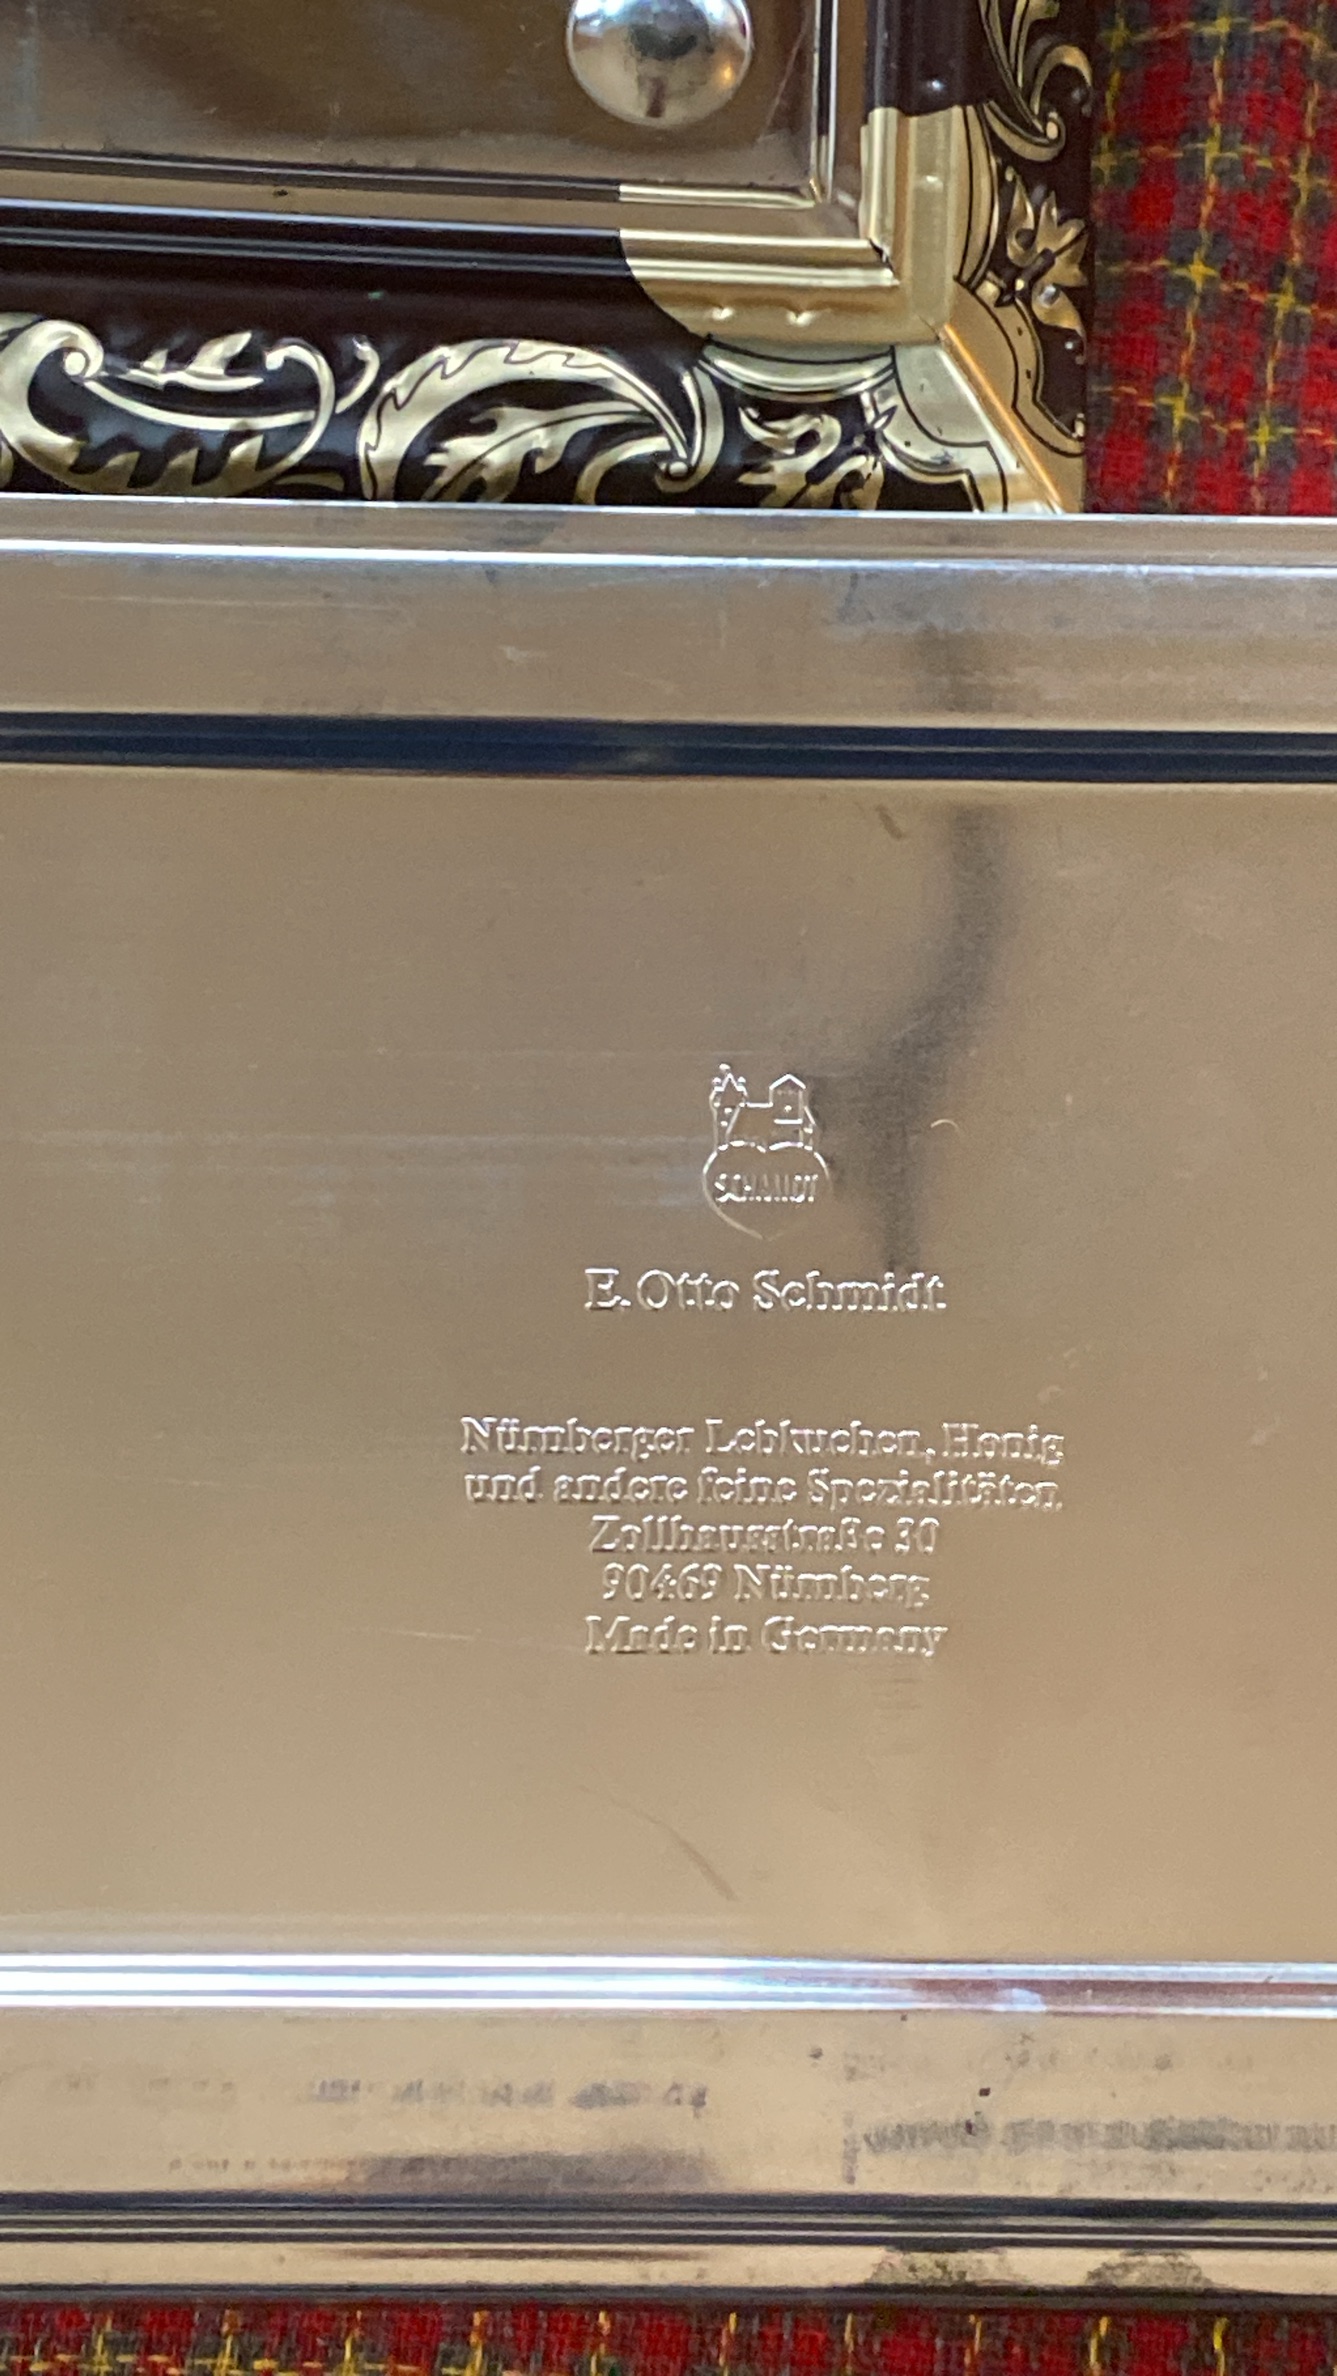 SCHMIDT
E. Otto Schmidt
Nürnberger Lebkuchen, Honig
und andere feine Spezialitäten,
Zollhausstraße 30
90469 Nürnberg
Made in Germany